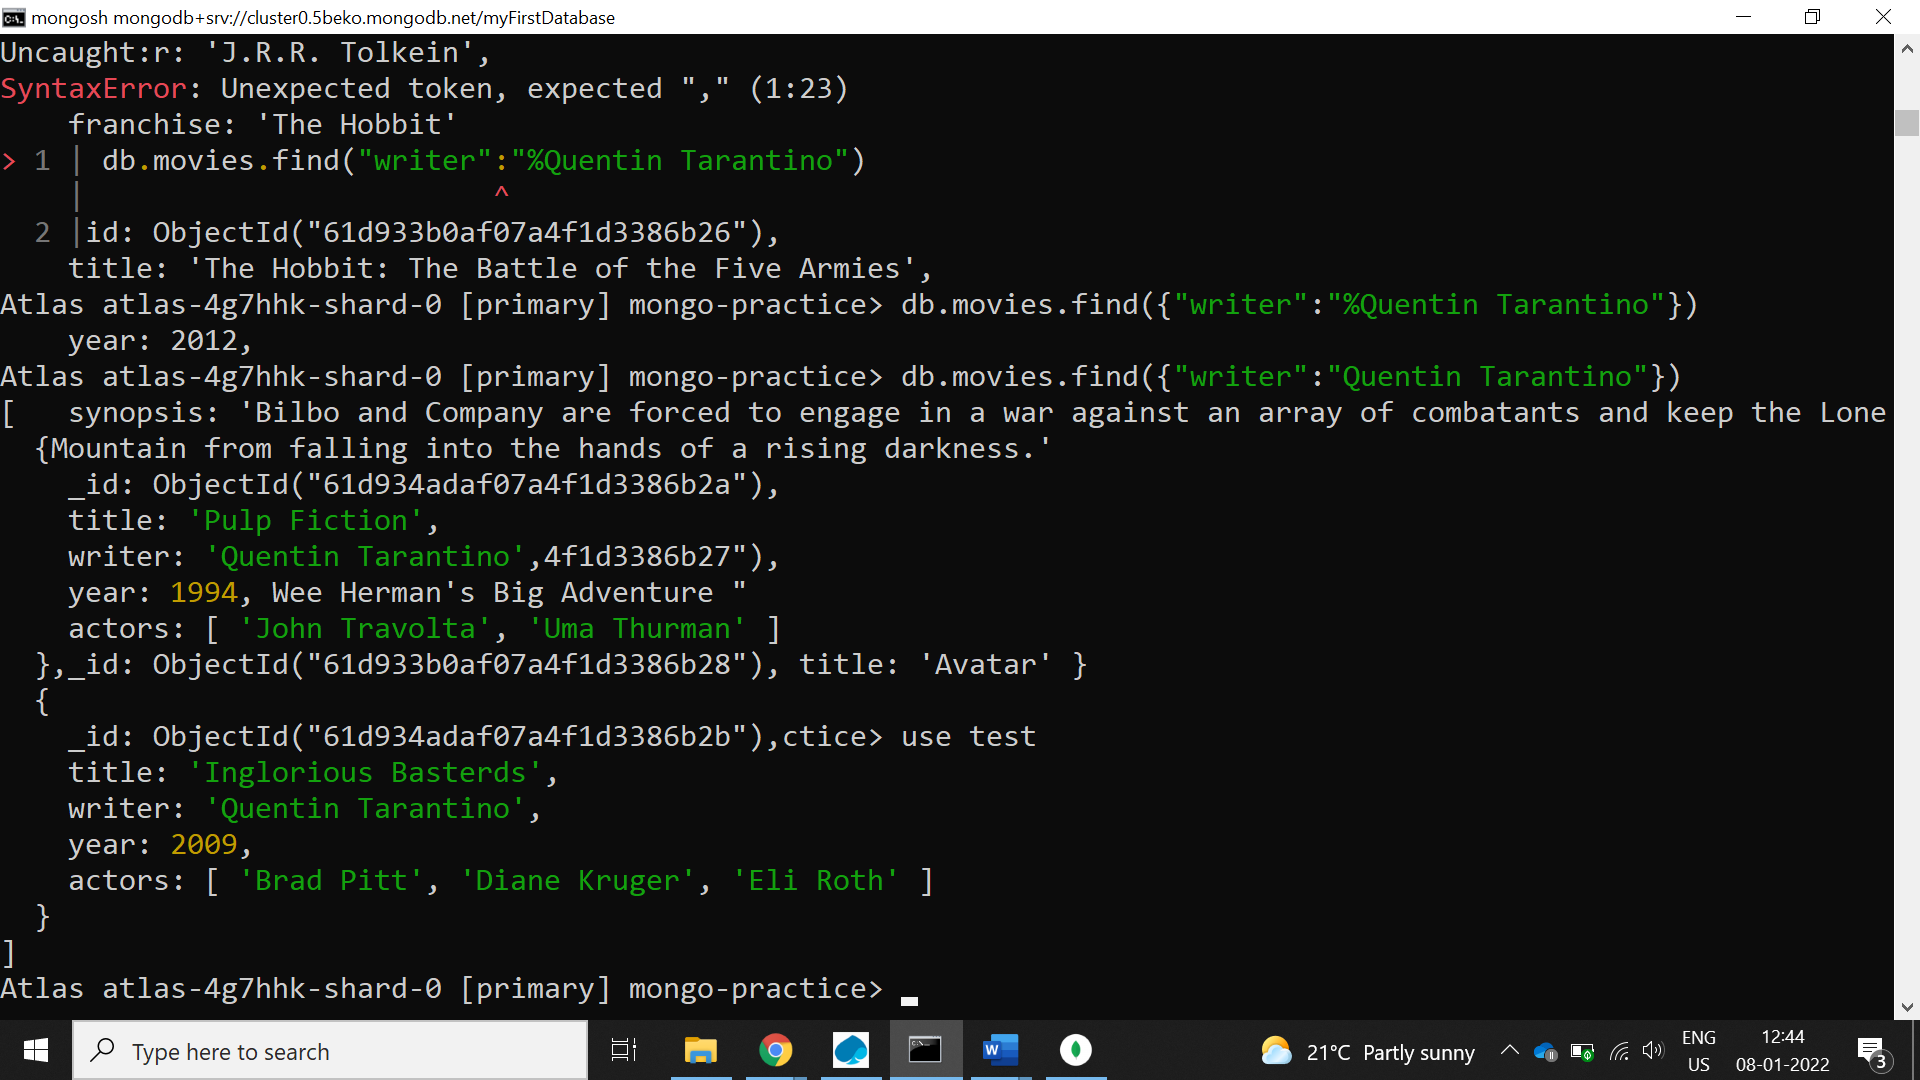 mongosh mongodb+srv://cluster0.5beko.mongodb.net/myFirstDatabase
Uncaught:r: 'J.R.R. Tolkein',
SyntaxError: Unexpected token, expected "," (1:23)
franchise: 'The Hobbit'
> 1 | db.movies.find("writer":"%Quentin Tarantino")
| ^
2 |id: ObjectId("61d933b0af07a4f1d3386b26"),
title: 'The Hobbit: The Battle of the Five Armies',
Atlas atlas-4g7hhk-shard-0 [primary] mongo-practice> db.movies.find({"writer":"%Quentin Tarantino"})
year: 2012,
Atlas atlas-4g7hhk-shard-0 [primary] mongo-practice> db.movies.find({"writer":"Quentin Tarantino"})
[ synopsis: 'Bilbo and Company are forced to engage in a war against an array of combatants and keep the Lone
{Mountain from falling into the hands of a rising darkness.'
_id: ObjectId("61d934adaf07a4f1d3386b2a"),
title: 'Pulp Fiction',
writer: 'Quentin Tarantino',4f1d3386b27"),
year: 1994, Wee Herman's Big Adventure "
actors: [ 'John Travolta', 'Uma Thurman' ]
},_id: ObjectId("61d933b0af07a4f1d3386b28"), title: 'Avatar' }
{
_id: ObjectId("61d934adaf07a4f1d3386b2b"),ctice> use test
title: 'Inglorious Basterds',
writer: 'Quentin Tarantino',
year: 2009,
actors: [ 'Brad Pitt', 'Diane Kruger', 'Eli Roth' ]
}
]
Atlas atlas-4g7hhk-shard-0 [primary] mongo-practice>
Type here to search
21°C Partly sunny
ENG
US
12:44
08-01-2022
3